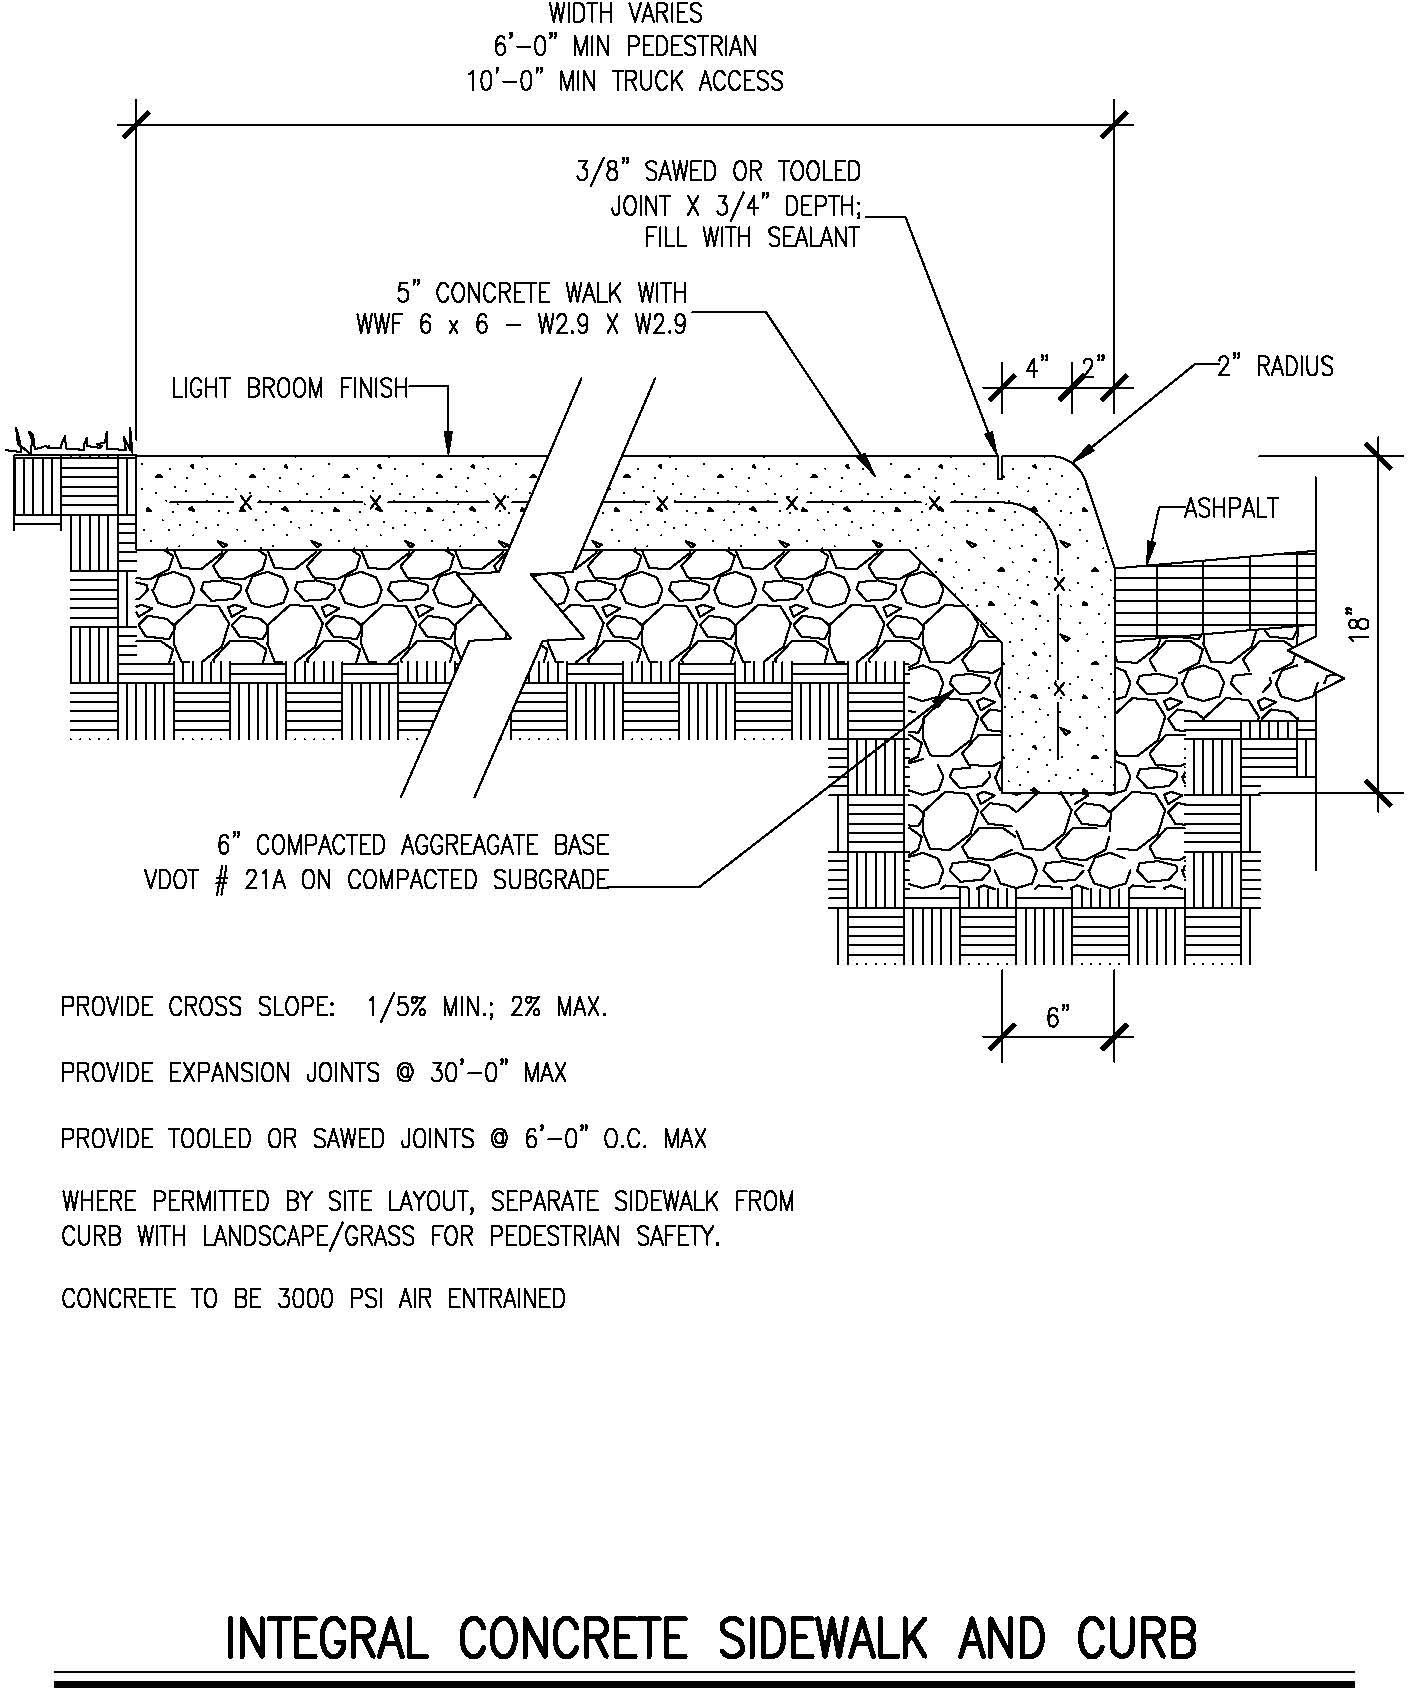 WIDTH VARIES
6'-0" MIN PEDESTRIAN
10'-0" MIN TRUCK ACCESS
3/8" SAWED OR TOOLED
JOINT X 3/4" DEPTH;
FILL WITH SEALANT
5" CONCRETE WALK WITH
WWF 6 x 6 - W2.9 X W2.9
4" 2"
2" RADIUS
LIGHT BROOM FINISH
ASHPALT
18"
6" COMPACTED AGGREAGATE BASE
VDOT # 21A ON COMPACTED SUBGRADE
6"
PROVIDE CROSS SLOPE: 1/5% MIN.; 2% MAX.
PROVIDE EXPANSION JOINTS @ 30'-0" MAX
PROVIDE TOOLED OR SAWED JOINTS @ 6'-0" O.C. MAX
WHERE PERMITTED BY SITE LAYOUT, SEPARATE SIDEWALK FROM
CURB WITH LANDSCAPE/GRASS FOR PEDESTRIAN SAFETY.
CONCRETE TO BE 3000 PSI AIR ENTRAINED
INTEGRAL CONCRETE SIDEWALK AND CURB